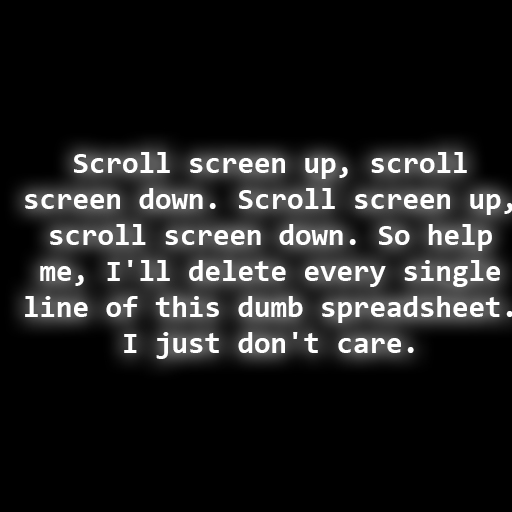 Scroll screen up, scroll
screen down. Scroll screen up,
scroll screen down. So help
me, I'll delete every single
line of this dumb spreadsheet.
I just don't care.